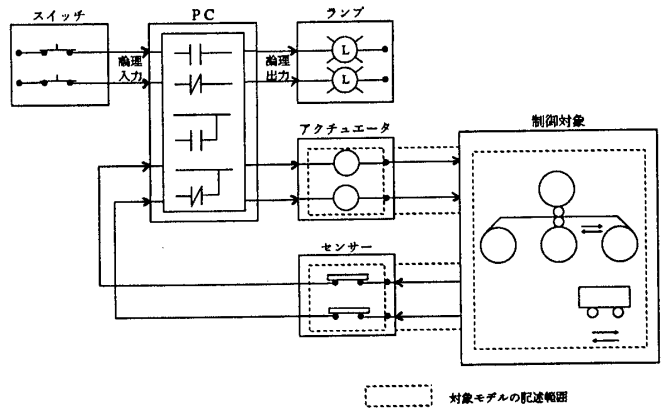 スイッチ
PC
ランプ
論理
入力
論理
出力
L
L
アクチュエータ
制御対象
センサー
対象モデルの記述範囲